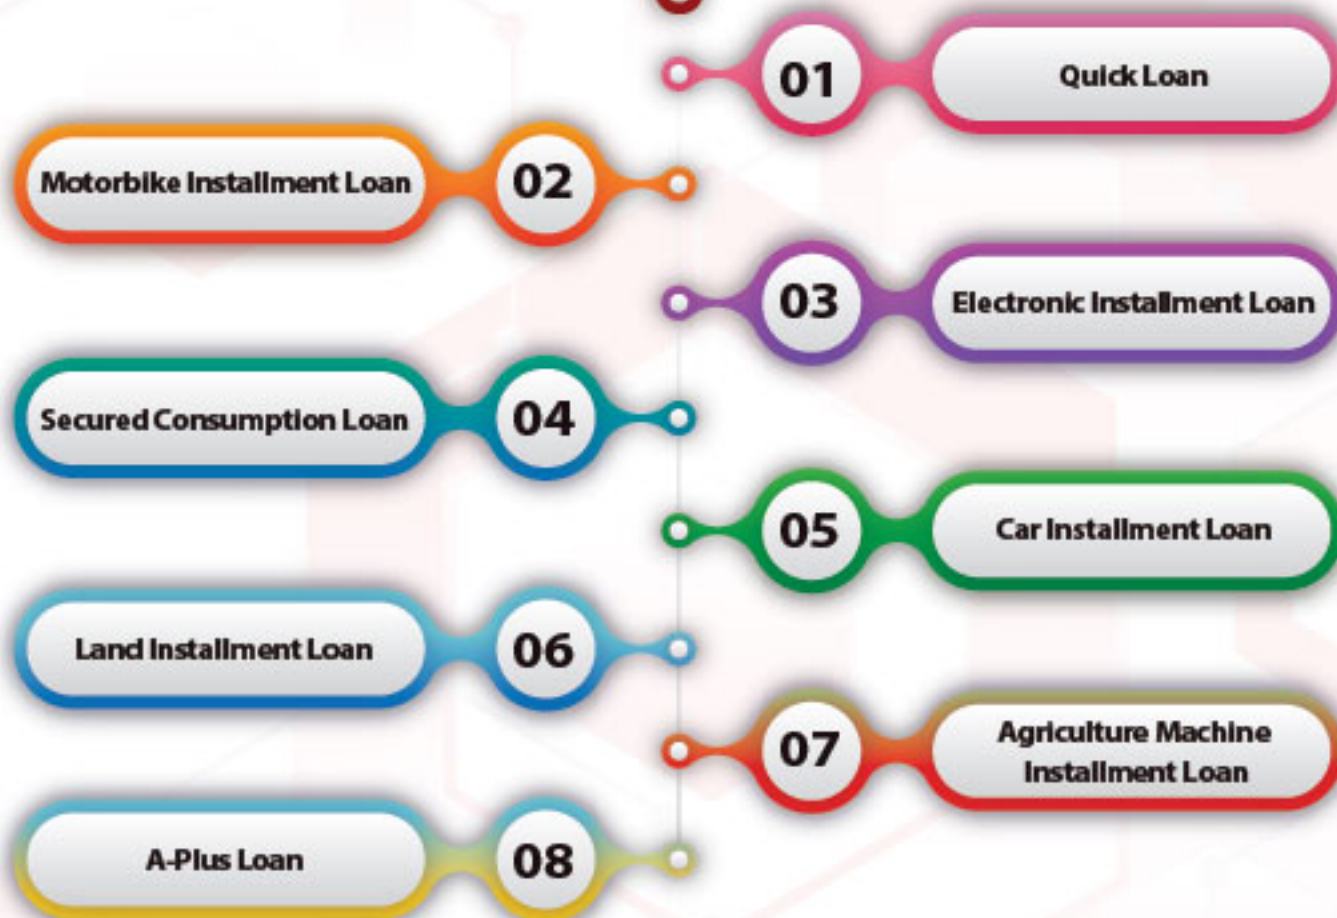 01
Quick Loan
Motorbike Installment Loan
02
03
Electronic Installment Loan
Secured Consumption Loan
04
05
Car Installment Loan
Land Installment Loan
06
07
Agriculture Machine
Installment Loan
A-Plus Loan
08